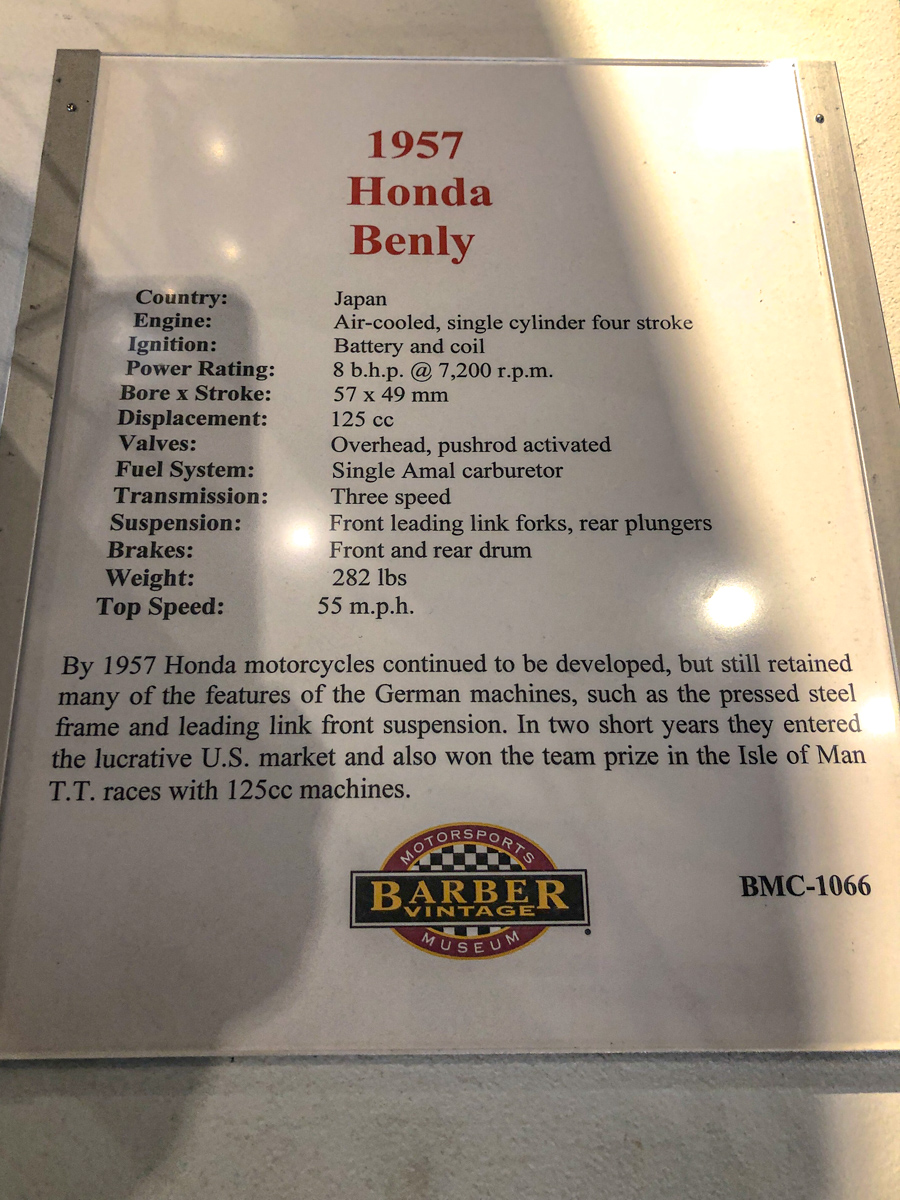 1957
Honda
Benly
Country: Japan
Engine: Air-cooled, single cylinder four stroke
Ignition: Battery and coil
Power Rating: 8 b.h.p. @ 7,200 r.p.m.
Bore x Stroke: 57 x 49 mm
Displacement: 125 cc
Valves: Overhead, pushrod activated
Fuel System: Single Amal carburetor
Transmission: Three speed
Suspension: Front leading link forks, rear plungers
Brakes: Front and rear drum
Weight: 282 lbs
Top Speed: 55 m.p.h.
By 1957 Honda motorcycles continued to be developed, but still retained
many of the features of the German machines, such as the pressed steel
frame and leading link front suspension. In two short years they entered
the lucrative U.S. market and also won the team prize in the Isle of Man
T.T. races with 125cc machines.
MOTORSPORTS
BARBER
VINTAGE
MUSEUM
BMC-1066